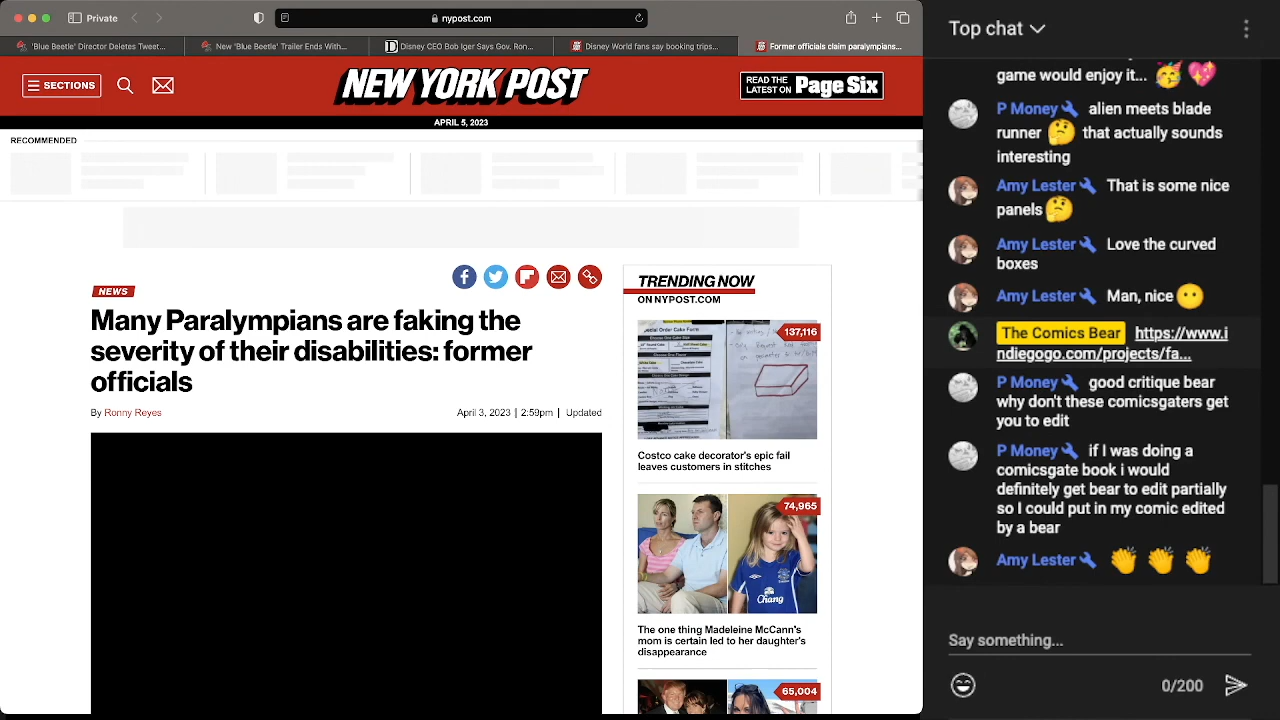 Private
nypost.com
'Blue Beetle' Director Deletes Tweet...
New 'Blue Beetle' Trailer Ends With...
Disney CEO Bob Iger Says Gov. Ron...
Disney World fans say booking trips...
Former officials claim paralympians...
SECTIONS
NEW YORK POST
READ THE
LATEST ON
Page Six
APRIL 5, 2023
RECOMMENDED
NEWS
Many Paralympians are faking the
severity of their disabilities: former
officials
By Ronny Reyes
April 3, 2023 | 2:59pm | Updated
TRENDING NOW
ON NYPOST.COM
137,116
Costco cake decorator's epic fail
leaves customers in stitches
74,965
Chang
The one thing Madeleine McCann's
mom is certain led to her daughter's
disappearance
65,004
Top chat
game would enjoy it... 🥳 💖
P Money alien meets blade
runner 🤔 that actually sounds
interesting
Amy Lester That is some nice
panels 🤔
Amy Lester Love the curved
boxes
Amy Lester Man, nice 😶
The Comics Bear https://www.i
ndiegogo.com/projects/fa...
P Money good critique bear
why don't these comicsgaters get
you to edit
P Money if I was doing a
comicsgate book i would
definitely get bear to edit partially
so I could put in my comic edited
by a bear
Amy Lester 👏 👏 👏
Say something...
0/200